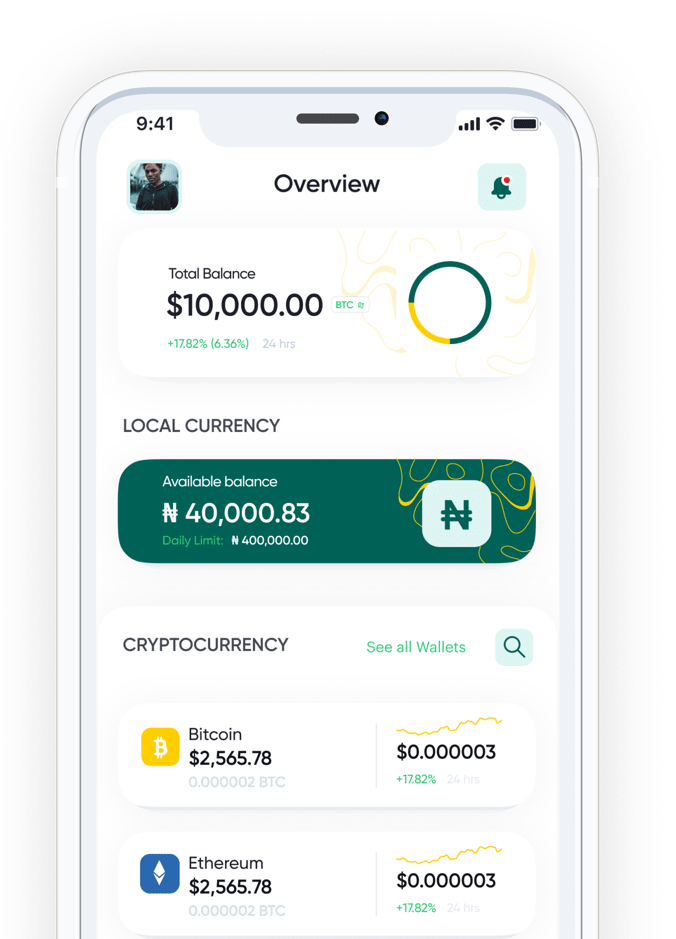 9:41
Overview
Total Balance
$10,000.00 BTC
+17.82% (6.36%) 24 hrs
LOCAL CURRENCY
Available balance
₦ 40,000.83
Daily Limit: ₦ 400,000.00
₦
CRYPTOCURRENCY
See all Wallets
Bitcoin
$2,565.78
0.000002 BTC
$0.000003
+17.82% 24 hrs
Ethereum
$2,565.78
0.000002 BTC
$0.000003
+17.82% 24 hrs